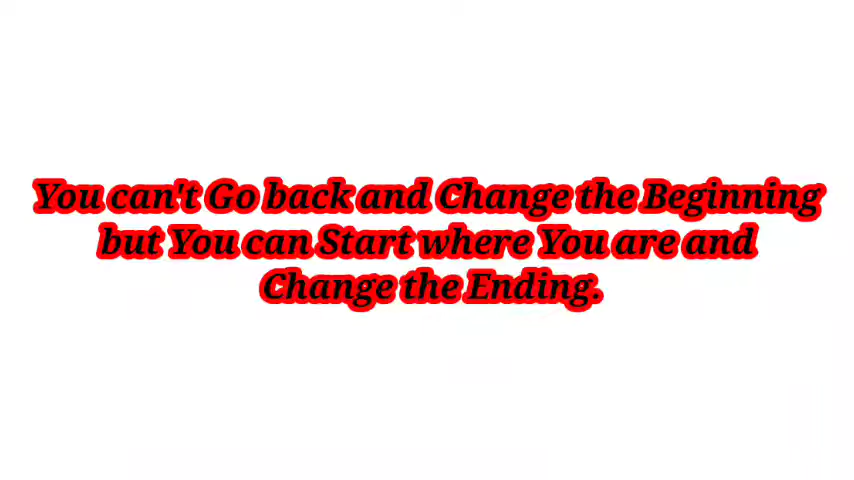 You can't Go back and Change the Beginning
but You can Start where You are and
Change the Ending.